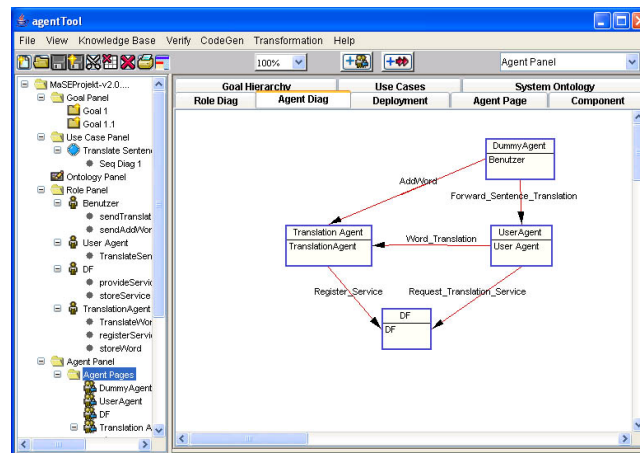 agentTool
File View Knowledge Base Verify CodeGen Transformation Help
100% Agent Panel
MaSEProjekt-v2.0....
Goal Panel
Goal 1
Goal 1.1
Use Case Panel
Translate Senten
Seq Diag 1
Ontology Panel
Role Panel
Benutzer
sendTranslat
sendAddWor
User Agent
TranslateSen
DF
provideServic
storeService
TranslationAgent
TranslateWor
registerServic
storeWord
Agent Panel
Agent Pages
DummyAgent
UserAgent
DF
Translation A
Goal Hierarchy Use Cases System Ontology
Role Diag Agent Diag Deployment Agent Page Component
DummyAgent
Benutzer
AddWord
Forward_Sentence_Translation
Translation Agent
TranslationAgent
Word_Translation
UserAgent
User Agent
Register_Service
Request_Translation_Service
DF
DF